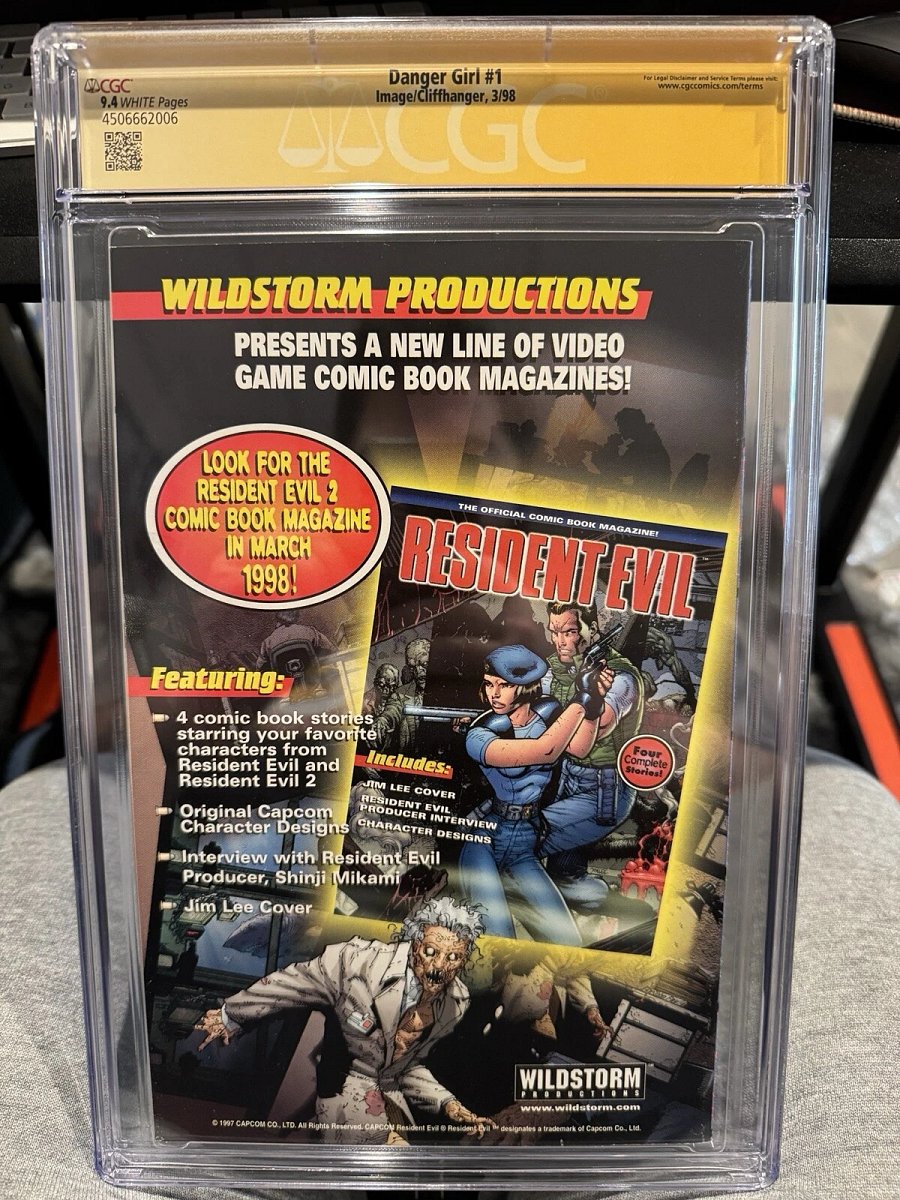 Danger Girl #1
Image/Cliffhanger, 3/98
CGC
9.4 WHITE Pages
4506662006
For Legal Disclaimer and Service Terms please visit:
www.cgccomics.com/terms
CGC
WILDSTORM PRODUCTIONS
PRESENTS A NEW LINE OF VIDEO
GAME COMIC BOOK MAGAZINES!
LOOK FOR THE
RESIDENT EVIL 2
COMIC BOOK MAGAZINE
IN MARCH
1998!
THE OFFICIAL COMIC BOOK MAGAZINE!
RESIDENT EVIL
Four
Complete
Stories!
Includes:
JIM LEE COVER
RESIDENT EVIL
PRODUCER INTERVIEW
CHARACTER DESIGNS
Featuring:
4 comic book stories
starring your favorite
characters from
Resident Evil and
Resident Evil 2
Original Capcom
Character Designs
Interview with Resident Evil
Producer, Shinji Mikami
Jim Lee Cover
WILDSTORM
PRODUCTIONS
www.wildstorm.com
© 1997 CAPCOM CO., LTD. All Rights Reserved. CAPCOM Resident Evil ® Resident Evil ™ designates a trademark of Capcom Co., Ltd.